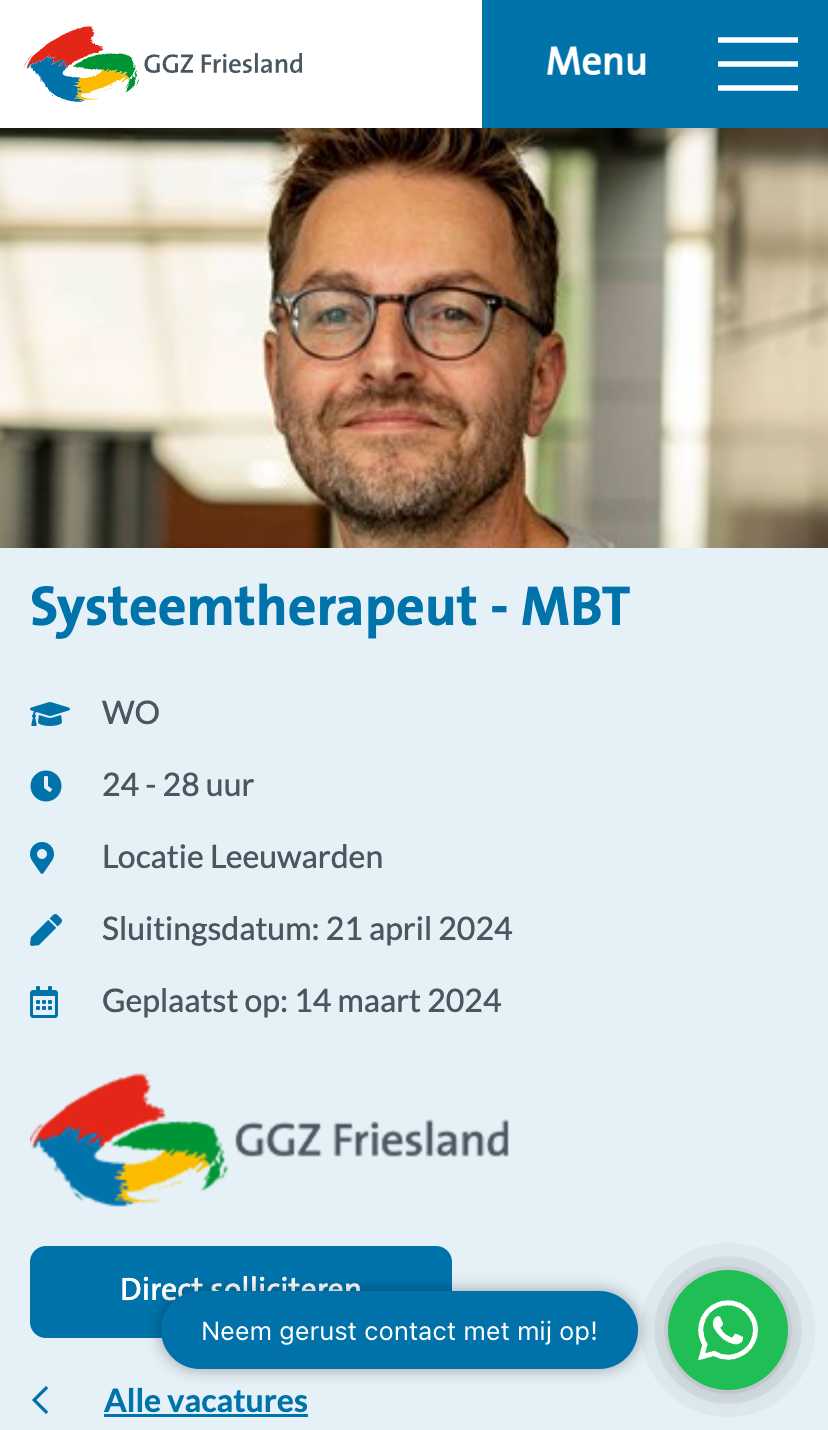 GGZ Friesland
Menu
Systeemtherapeut - MBT
WO
24 - 28 uur
Locatie Leeuwarden
Sluitingsdatum: 21 april 2024
Geplaatst op: 14 maart 2024
GGZ Friesland
Direct solliciteren
Neem gerust contact met mij op!
Alle vacatures